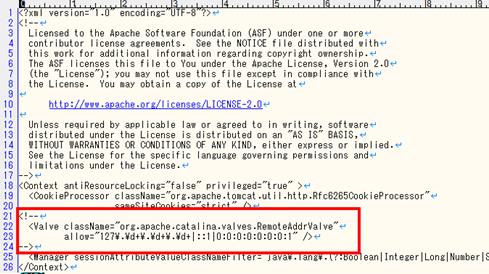 0 1 2 3 4 5 6 7 8 9
1 <?xml version="1.0" encoding="UTF-8"?>
2 <!--
3 Licensed to the Apache Software Foundation (ASF) under one or more
4 contributor license agreements. See the NOTICE file distributed with
5 this work for additional information regarding copyright ownership.
6 The ASF licenses this file to You under the Apache License, Version 2.0
7 (the "License"); you may not use this file except in compliance with
8 the License. You may obtain a copy of the License at
9
10 http://www.apache.org/licenses/LICENSE-2.0
11
12 Unless required by applicable law or agreed to in writing, software
13 distributed under the License is distributed on an "AS IS" BASIS,
14 WITHOUT WARRANTIES OR CONDITIONS OF ANY KIND, either express or implied.
15 See the License for the specific language governing permissions and
16 limitations under the License.
17 -->
18 <Context antiResourceLocking="false" privileged="true" >
19 <CookieProcessor className="org.apache.tomcat.util.http.Rfc6265CookieProcessor"
20 sameSiteCookies="strict" />
21 <!--
22 <Valve className="org.apache.catalina.valves.RemoteAddrValve"
23 allow="127¥.¥d+¥.¥d+¥.¥d+|::1|0:0:0:0:0:0:0:1" />
24 -->
25 <Manager sessionAttributeValueClassNameFilter="java¥.lang¥.(?:Boolean|Integer|Long|Number|S
26 </Context>